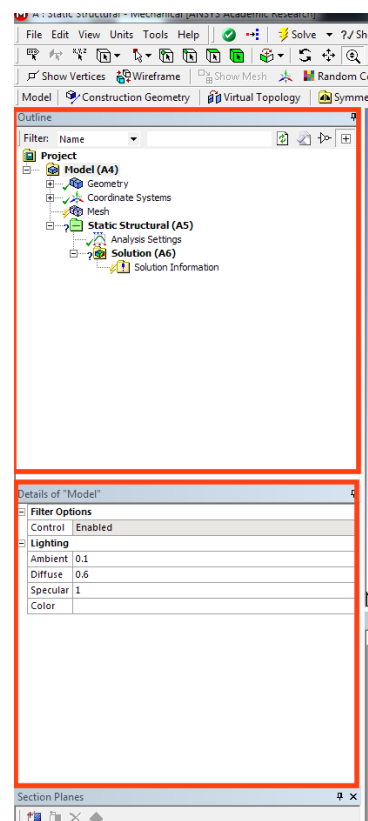 A : Static Structural - Mechanical [ANSYS Academic Research]
File Edit View Units Tools Help Solve ?/ Sh
Show Vertices Wireframe Show Mesh Random C
Model Construction Geometry Virtual Topology Symme
Outline
Filter: Name
Project
Model (A4)
Geometry
Coordinate Systems
Mesh
Static Structural (A5)
Analysis Settings
Solution (A6)
Solution Information
Details of "Model"
Filter Options
Control Enabled
Lighting
Ambient 0.1
Diffuse 0.6
Specular 1
Color
Section Planes